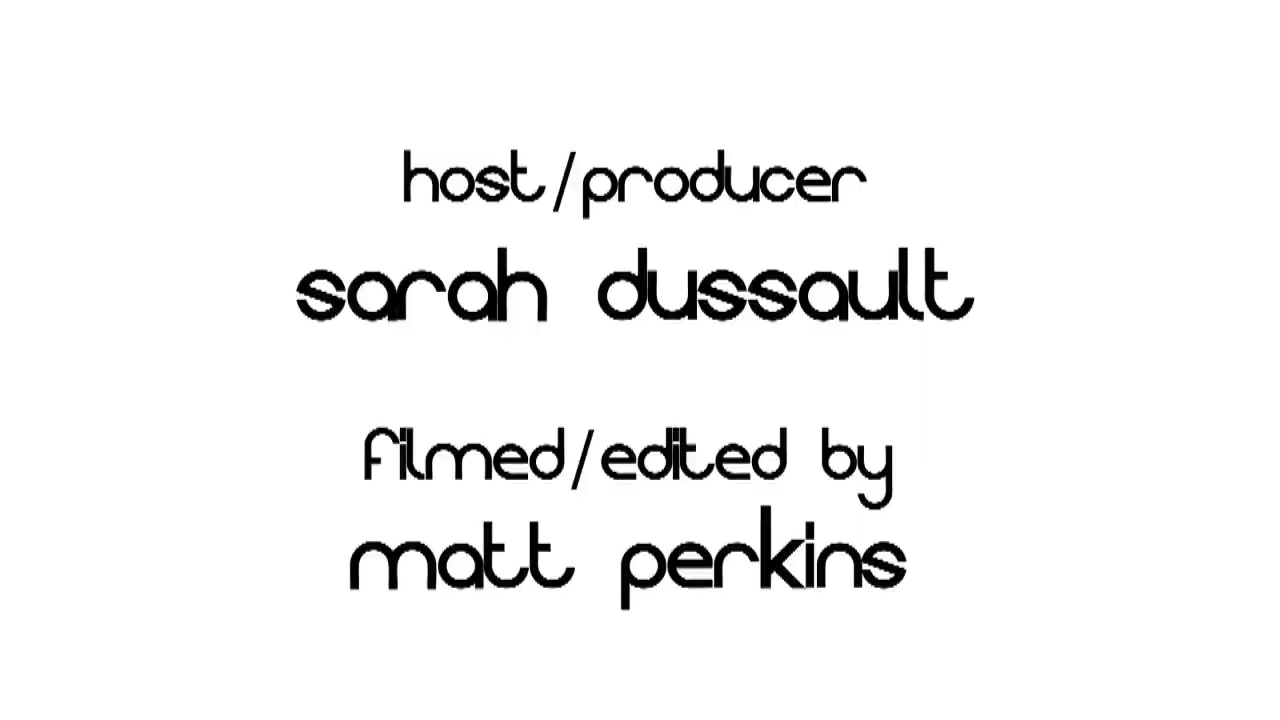 host/producer
sarah dussault
filmed/edited by
matt perkins